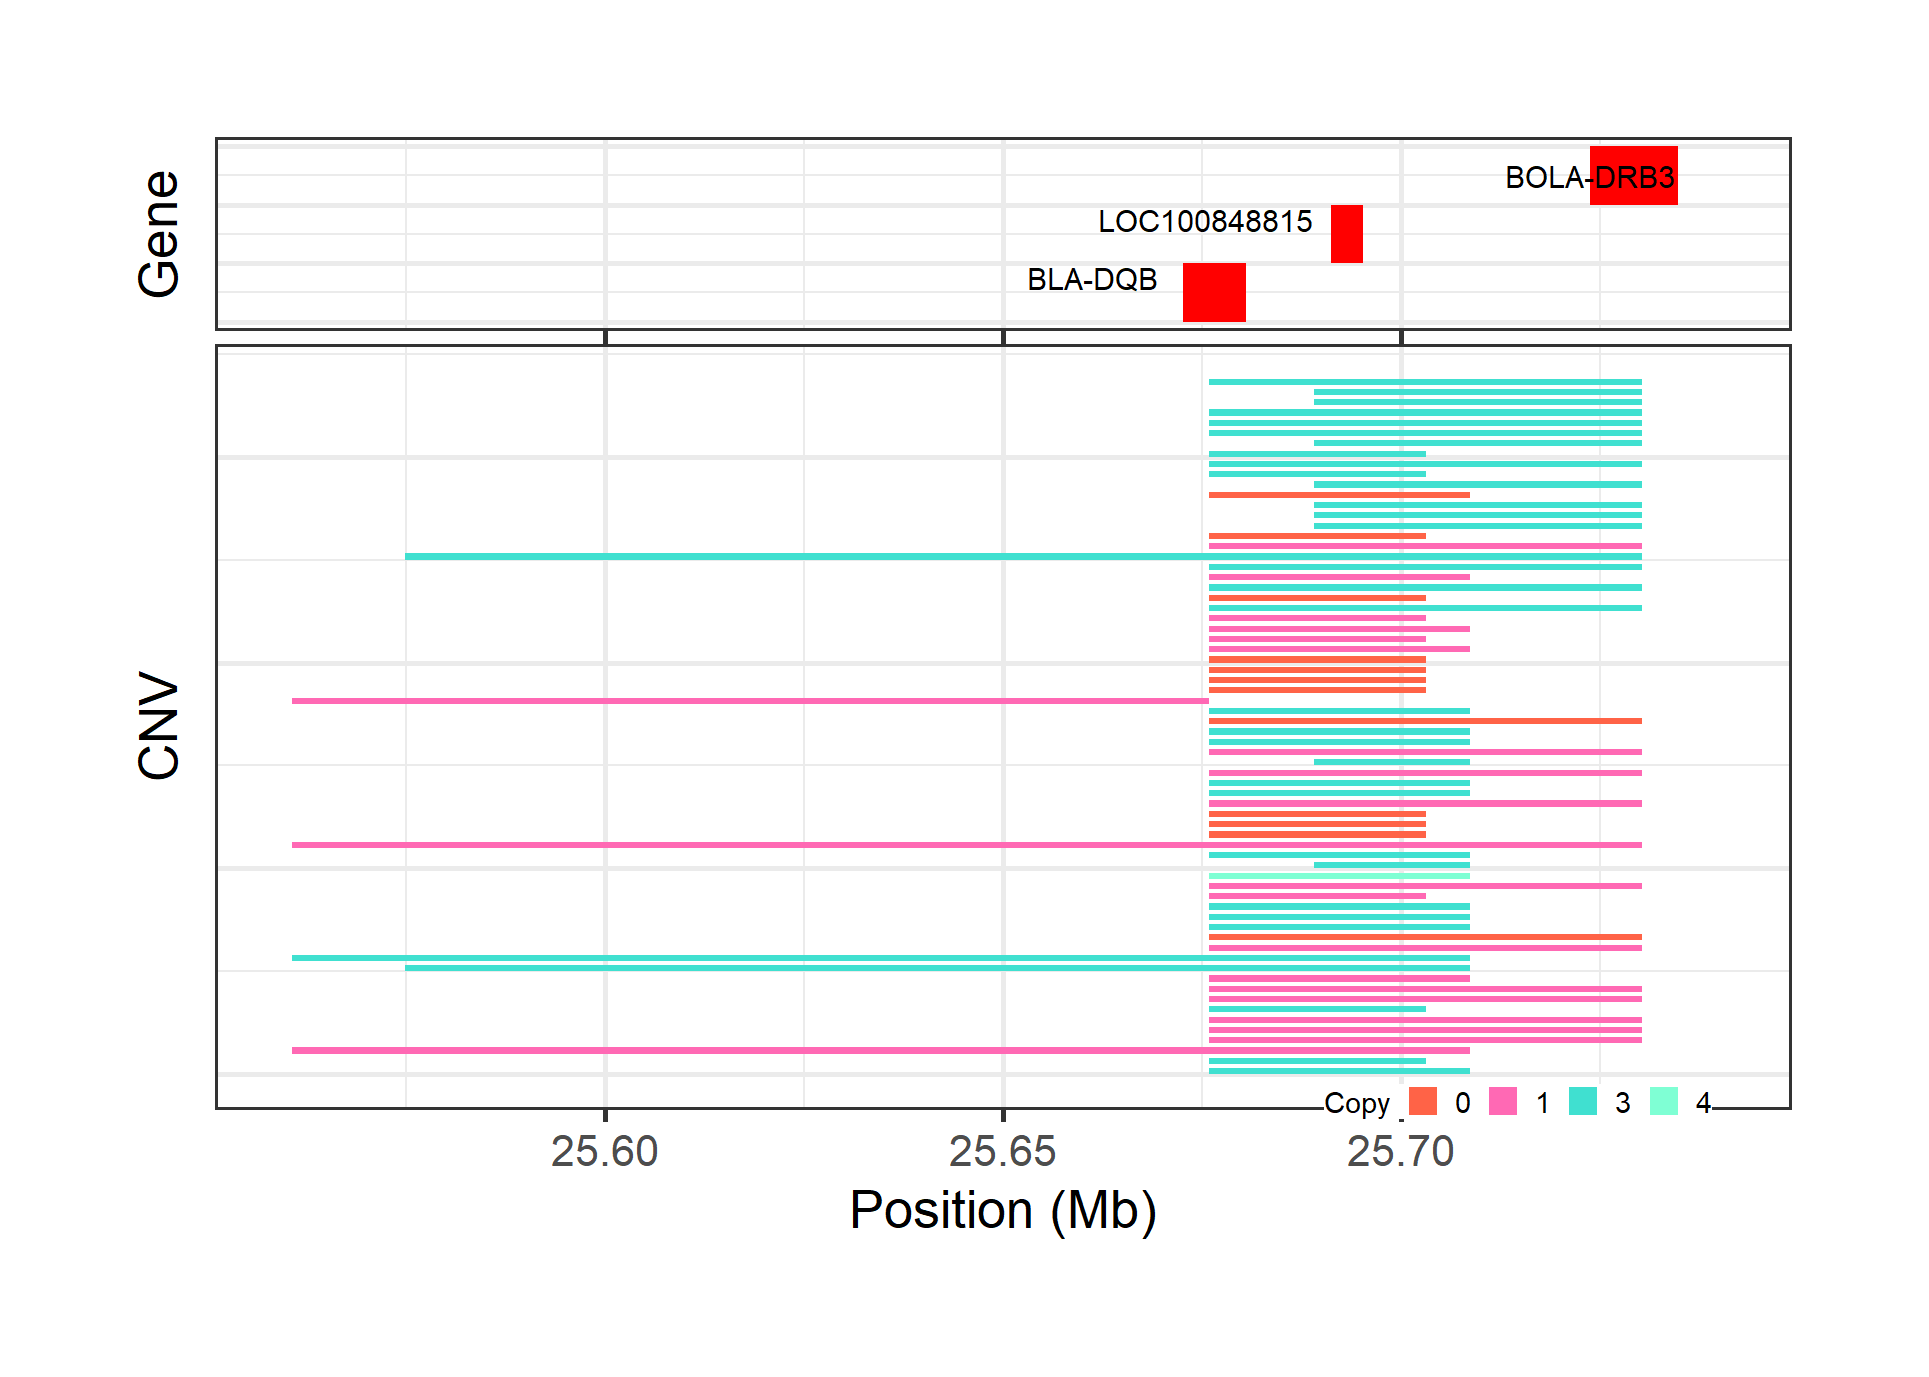 Gene
BOLA-DRB3
LOC100848815
BLA-DQB
CNV
Copy 0 1 3 4
25.60 25.65 25.70
Position (Mb)